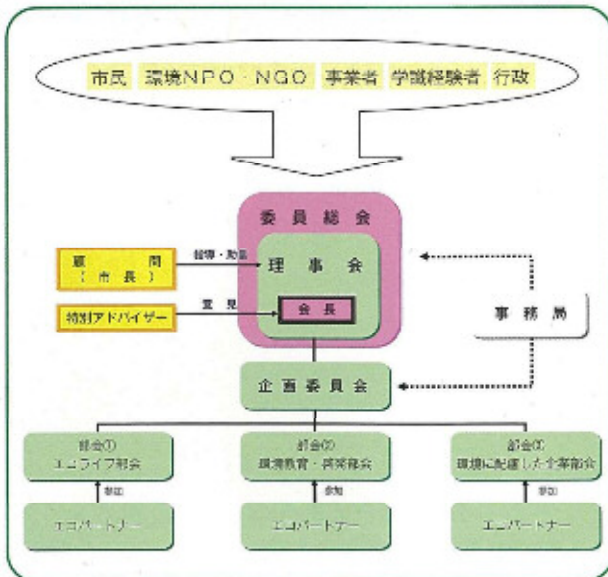 市民 環境NPO・NGO 事業者 学識経験者 行政
委員総会
顧問
(市長)
指導・助言
理事会
特別アドバイザー
意見
会長
事務局
企画委員会
部会①
エコライフ部会
部会②
環境教育・啓発部会
部会③
環境に配慮した企業部会
参加
参加
参加
エコパートナー
エコパートナー
エコパートナー